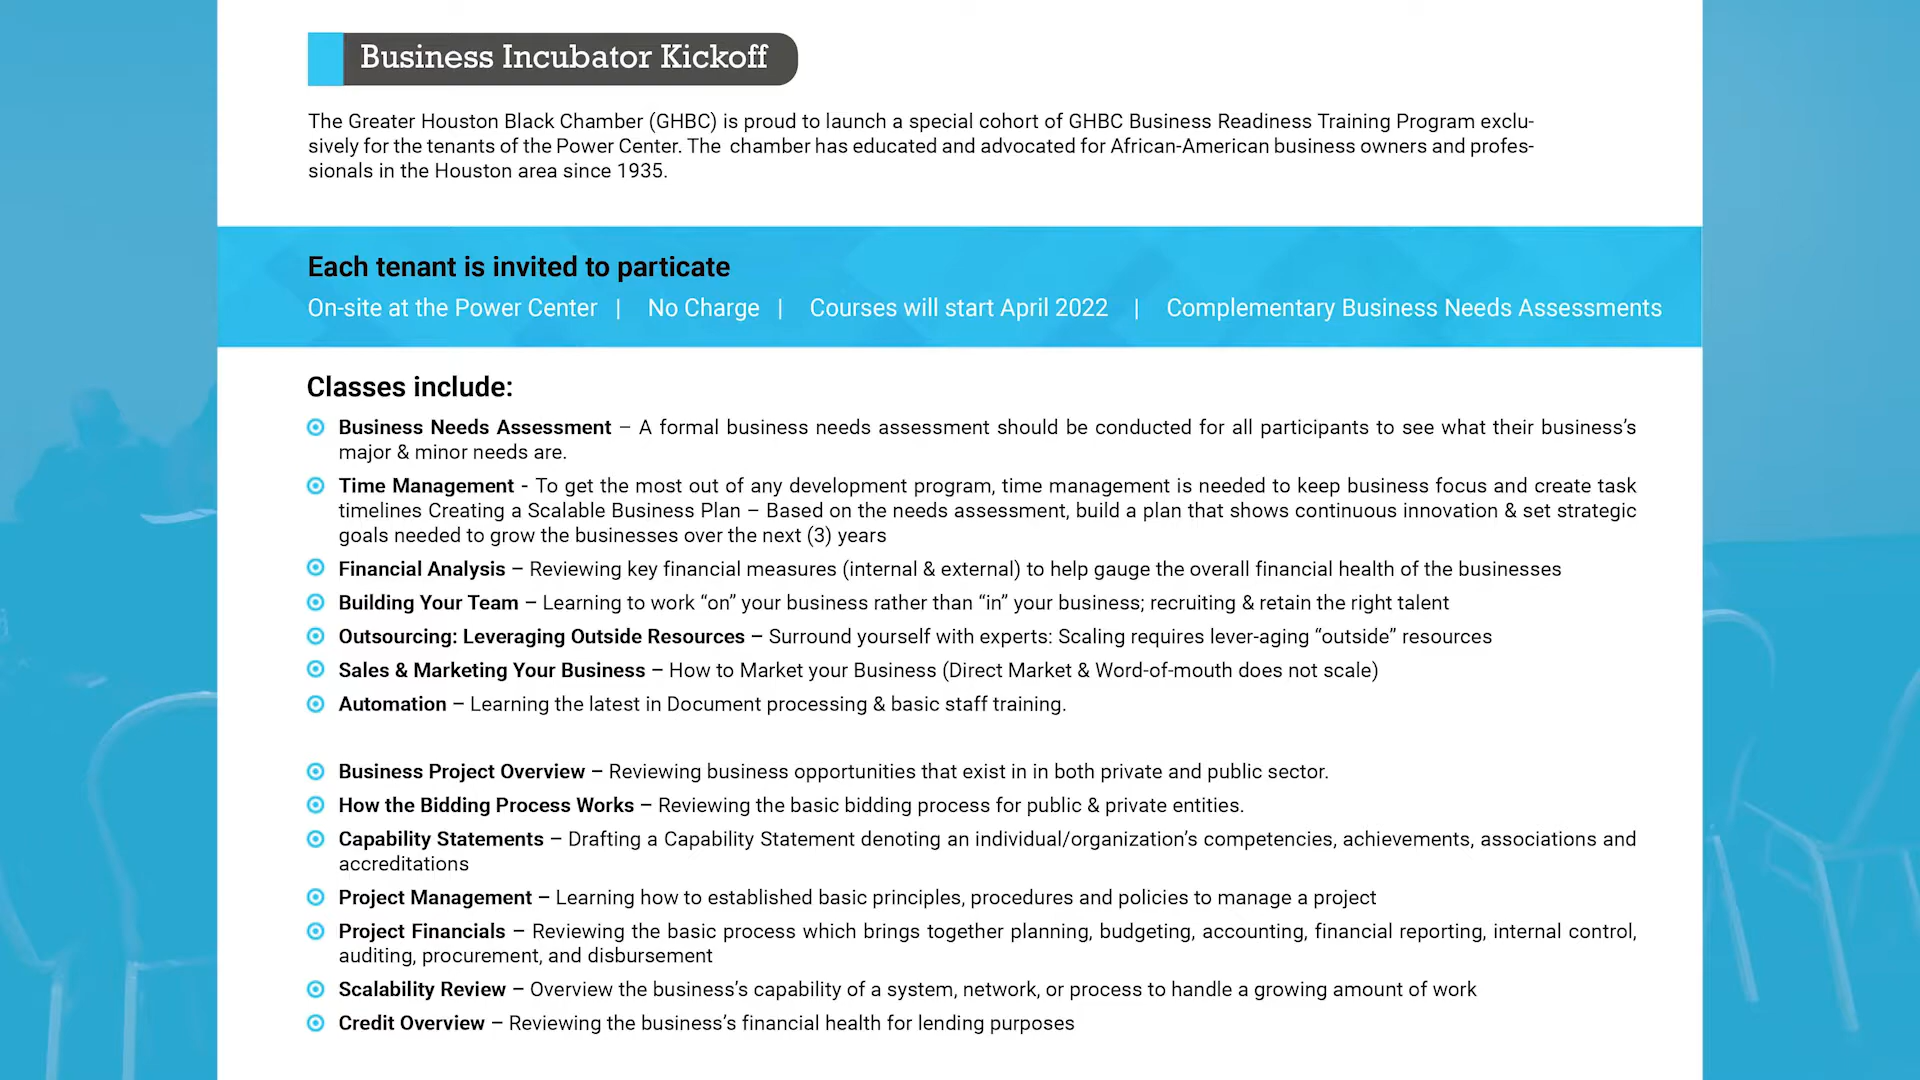 Business Incubator Kickoff
The Greater Houston Black Chamber (GHBC) is proud to launch a special cohort of GHBC Business Readiness Training Program exclu-
sively for the tenants of the Power Center. The chamber has educated and advocated for African-American business owners and profes-
sionals in the Houston area since 1935.
Each tenant is invited to particate
On-site at the Power Center | No Charge | Courses will start April 2022 | Complementary Business Needs Assessments
Classes include:
Business Needs Assessment – A formal business needs assessment should be conducted for all participants to see what their business’s
major & minor needs are.
Time Management - To get the most out of any development program, time management is needed to keep business focus and create task
timelines Creating a Scalable Business Plan – Based on the needs assessment, build a plan that shows continuous innovation & set strategic
goals needed to grow the businesses over the next (3) years
Financial Analysis – Reviewing key financial measures (internal & external) to help gauge the overall financial health of the businesses
Building Your Team – Learning to work “on” your business rather than “in” your business; recruiting & retain the right talent
Outsourcing: Leveraging Outside Resources – Surround yourself with experts: Scaling requires lever-aging “outside” resources
Sales & Marketing Your Business – How to Market your Business (Direct Market & Word-of-mouth does not scale)
Automation – Learning the latest in Document processing & basic staff training.
Business Project Overview – Reviewing business opportunities that exist in in both private and public sector.
How the Bidding Process Works – Reviewing the basic bidding process for public & private entities.
Capability Statements – Drafting a Capability Statement denoting an individual/organization’s competencies, achievements, associations and
accreditations
Project Management – Learning how to established basic principles, procedures and policies to manage a project
Project Financials – Reviewing the basic process which brings together planning, budgeting, accounting, financial reporting, internal control,
auditing, procurement, and disbursement
Scalability Review – Overview the business’s capability of a system, network, or process to handle a growing amount of work
Credit Overview – Reviewing the business’s financial health for lending purposes